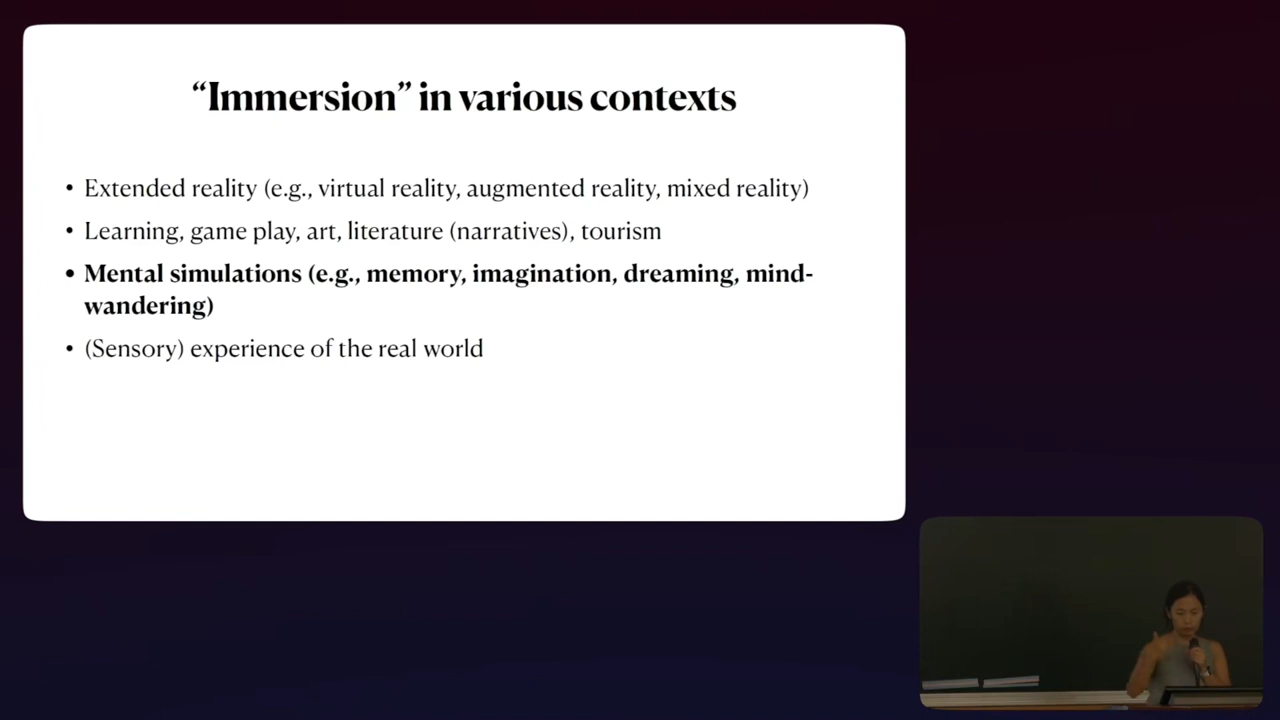 “Immersion” in various contexts
• Extended reality (e.g., virtual reality, augmented reality, mixed reality)
• Learning, game play, art, literature (narratives), tourism
• Mental simulations (e.g., memory, imagination, dreaming, mind-
wandering)
• (Sensory) experience of the real world